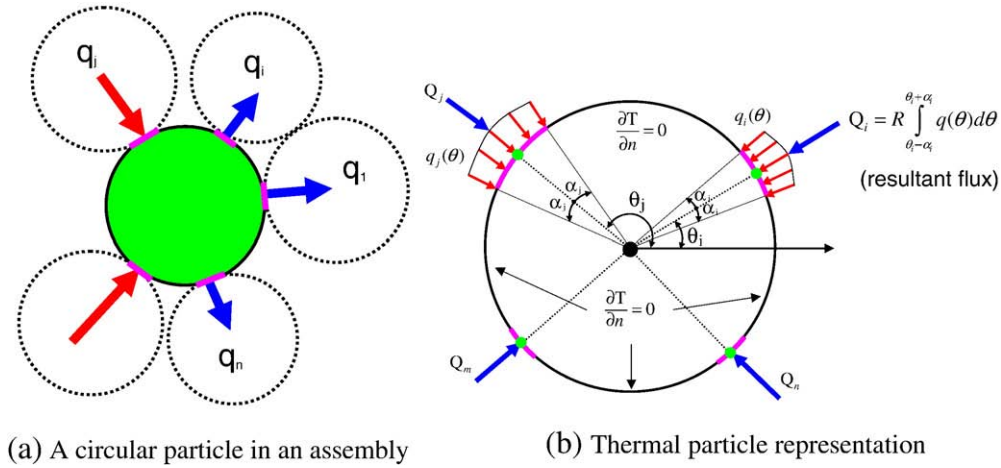 q_j
q_i
q_1
q_n
(a) A circular particle in an assembly
Q_j
q_j(θ)
∂T/∂n=0
q_i(θ)
Q_i = R ∫_{θ_i−α_i}^{θ_i+α_i} q(θ)dθ
(resultant flux)
α_j
α_j
θ_j
α_i
α_i
θ_i
∂T/∂n=0
Q_m
Q_n
(b) Thermal particle representation